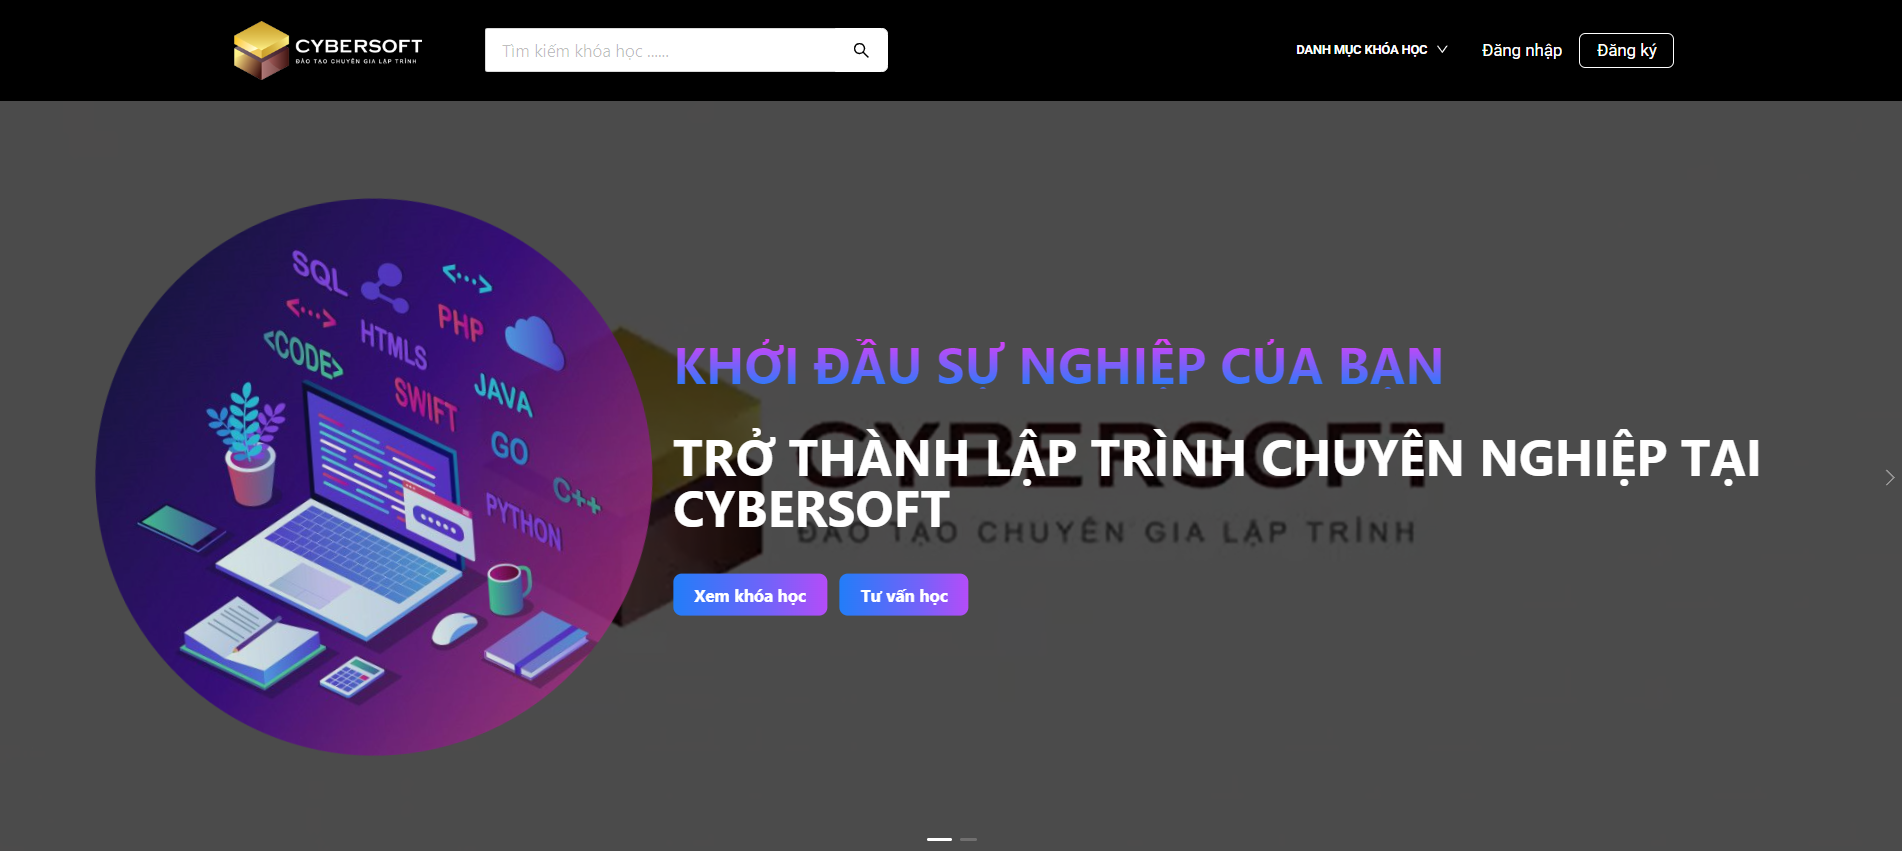 CYBERSOFT
ĐÀO TẠO CHUYÊN GIA LẬP TRÌNH
Tìm kiếm khóa học ......
DANH MỤC KHÓA HỌC
Đăng nhập
Đăng ký
SQL
<...>
<...>
PHP
<CODE>
HTMLS
SWIFT
JAVA
GO
C++
PYTHON
KHỞI ĐẦU SỰ NGHIỆP CỦA BẠN
CYBERSOFT
TRỞ THÀNH LẬP TRÌNH CHUYÊN NGHIỆP TẠI
CYBERSOFT
ĐÀO TẠO CHUYÊN GIA LẬP TRÌNH
Xem khóa học
Tư vấn học